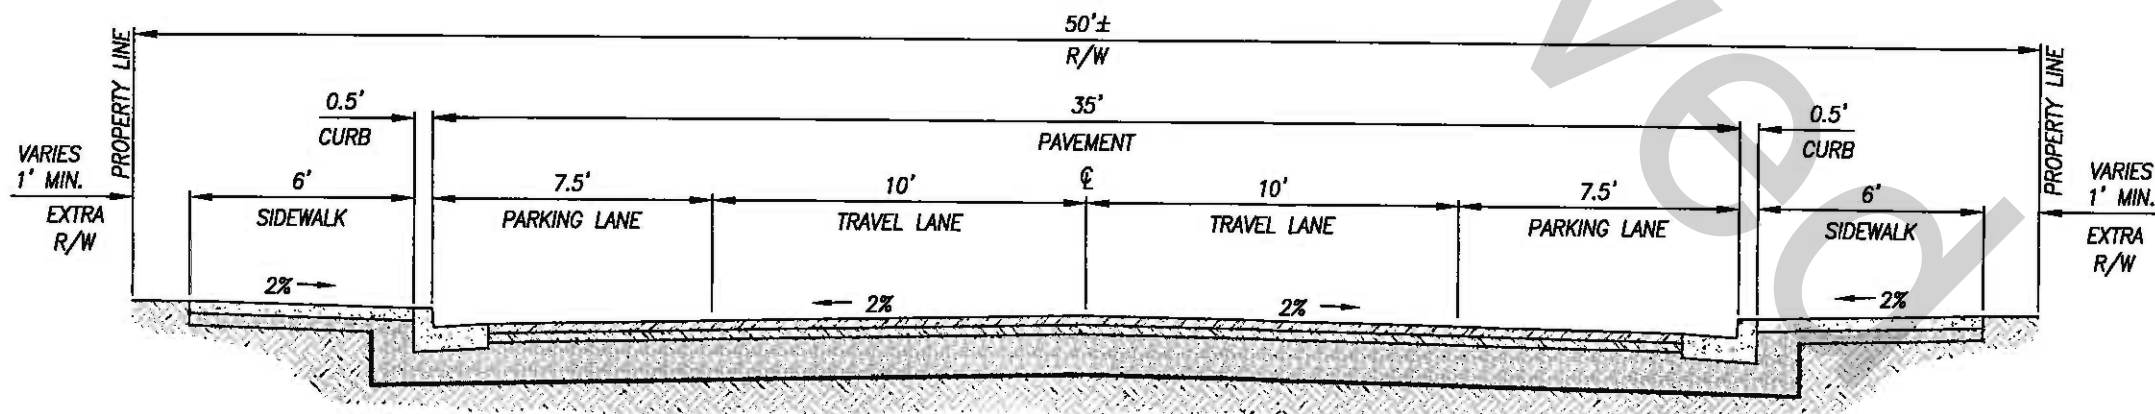 50'±
R/W
PROPERTY LINE
PROPERTY LINE
0.5'
CURB
35'
PAVEMENT
0.5'
CURB
VARIES
1' MIN.
EXTRA
R/W
6'
SIDEWALK
7.5'
PARKING LANE
10'
TRAVEL LANE
℄
10'
TRAVEL LANE
7.5'
PARKING LANE
6'
SIDEWALK
VARIES
1' MIN.
EXTRA
R/W
2%
2%
2%
2%
ved